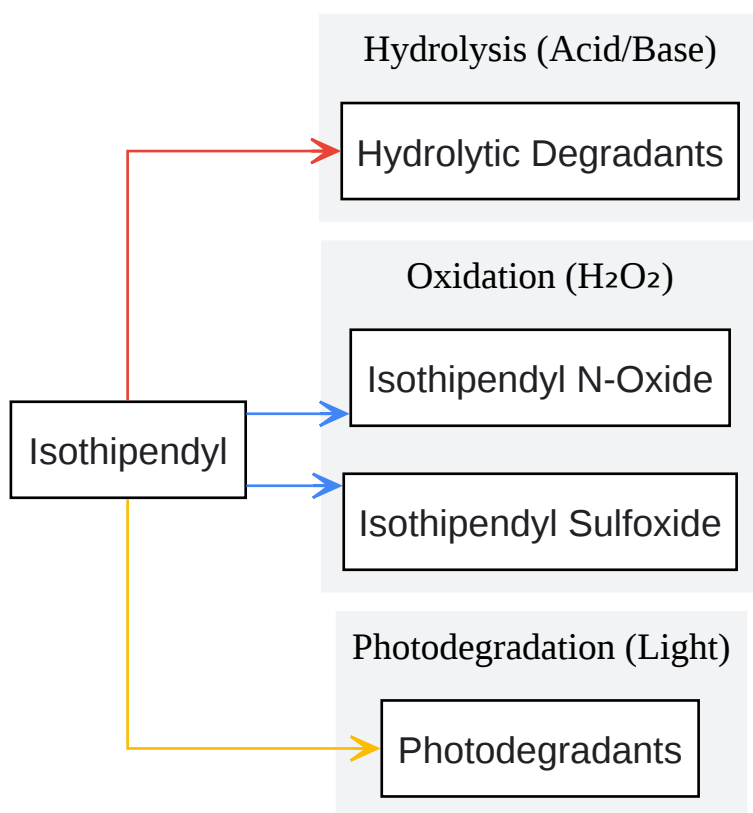 Hydrolysis (Acid/Base)
Hydrolytic Degradants
Oxidation (H₂O₂)
Isothipendyl N-Oxide
Isothipendyl
Isothipendyl Sulfoxide
Photodegradation (Light)
Photodegradants